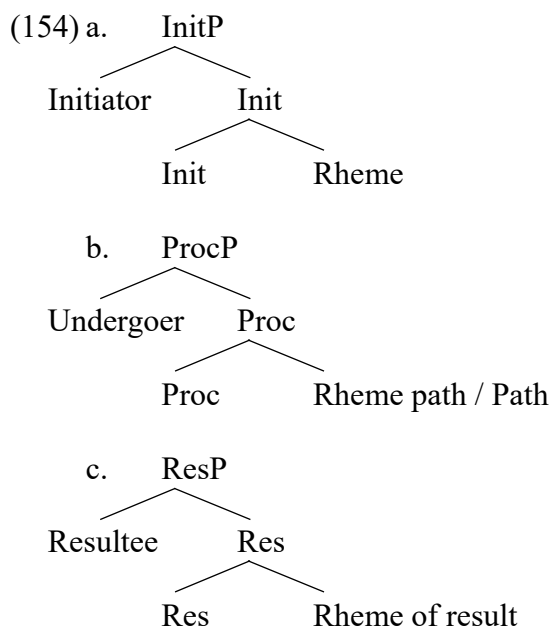 (154) a. InitP
Initiator Init
Init Rheme
b. ProcP
Undergoer Proc
Proc Rheme path / Path
c. ResP
Resultee Res
Res Rheme of result